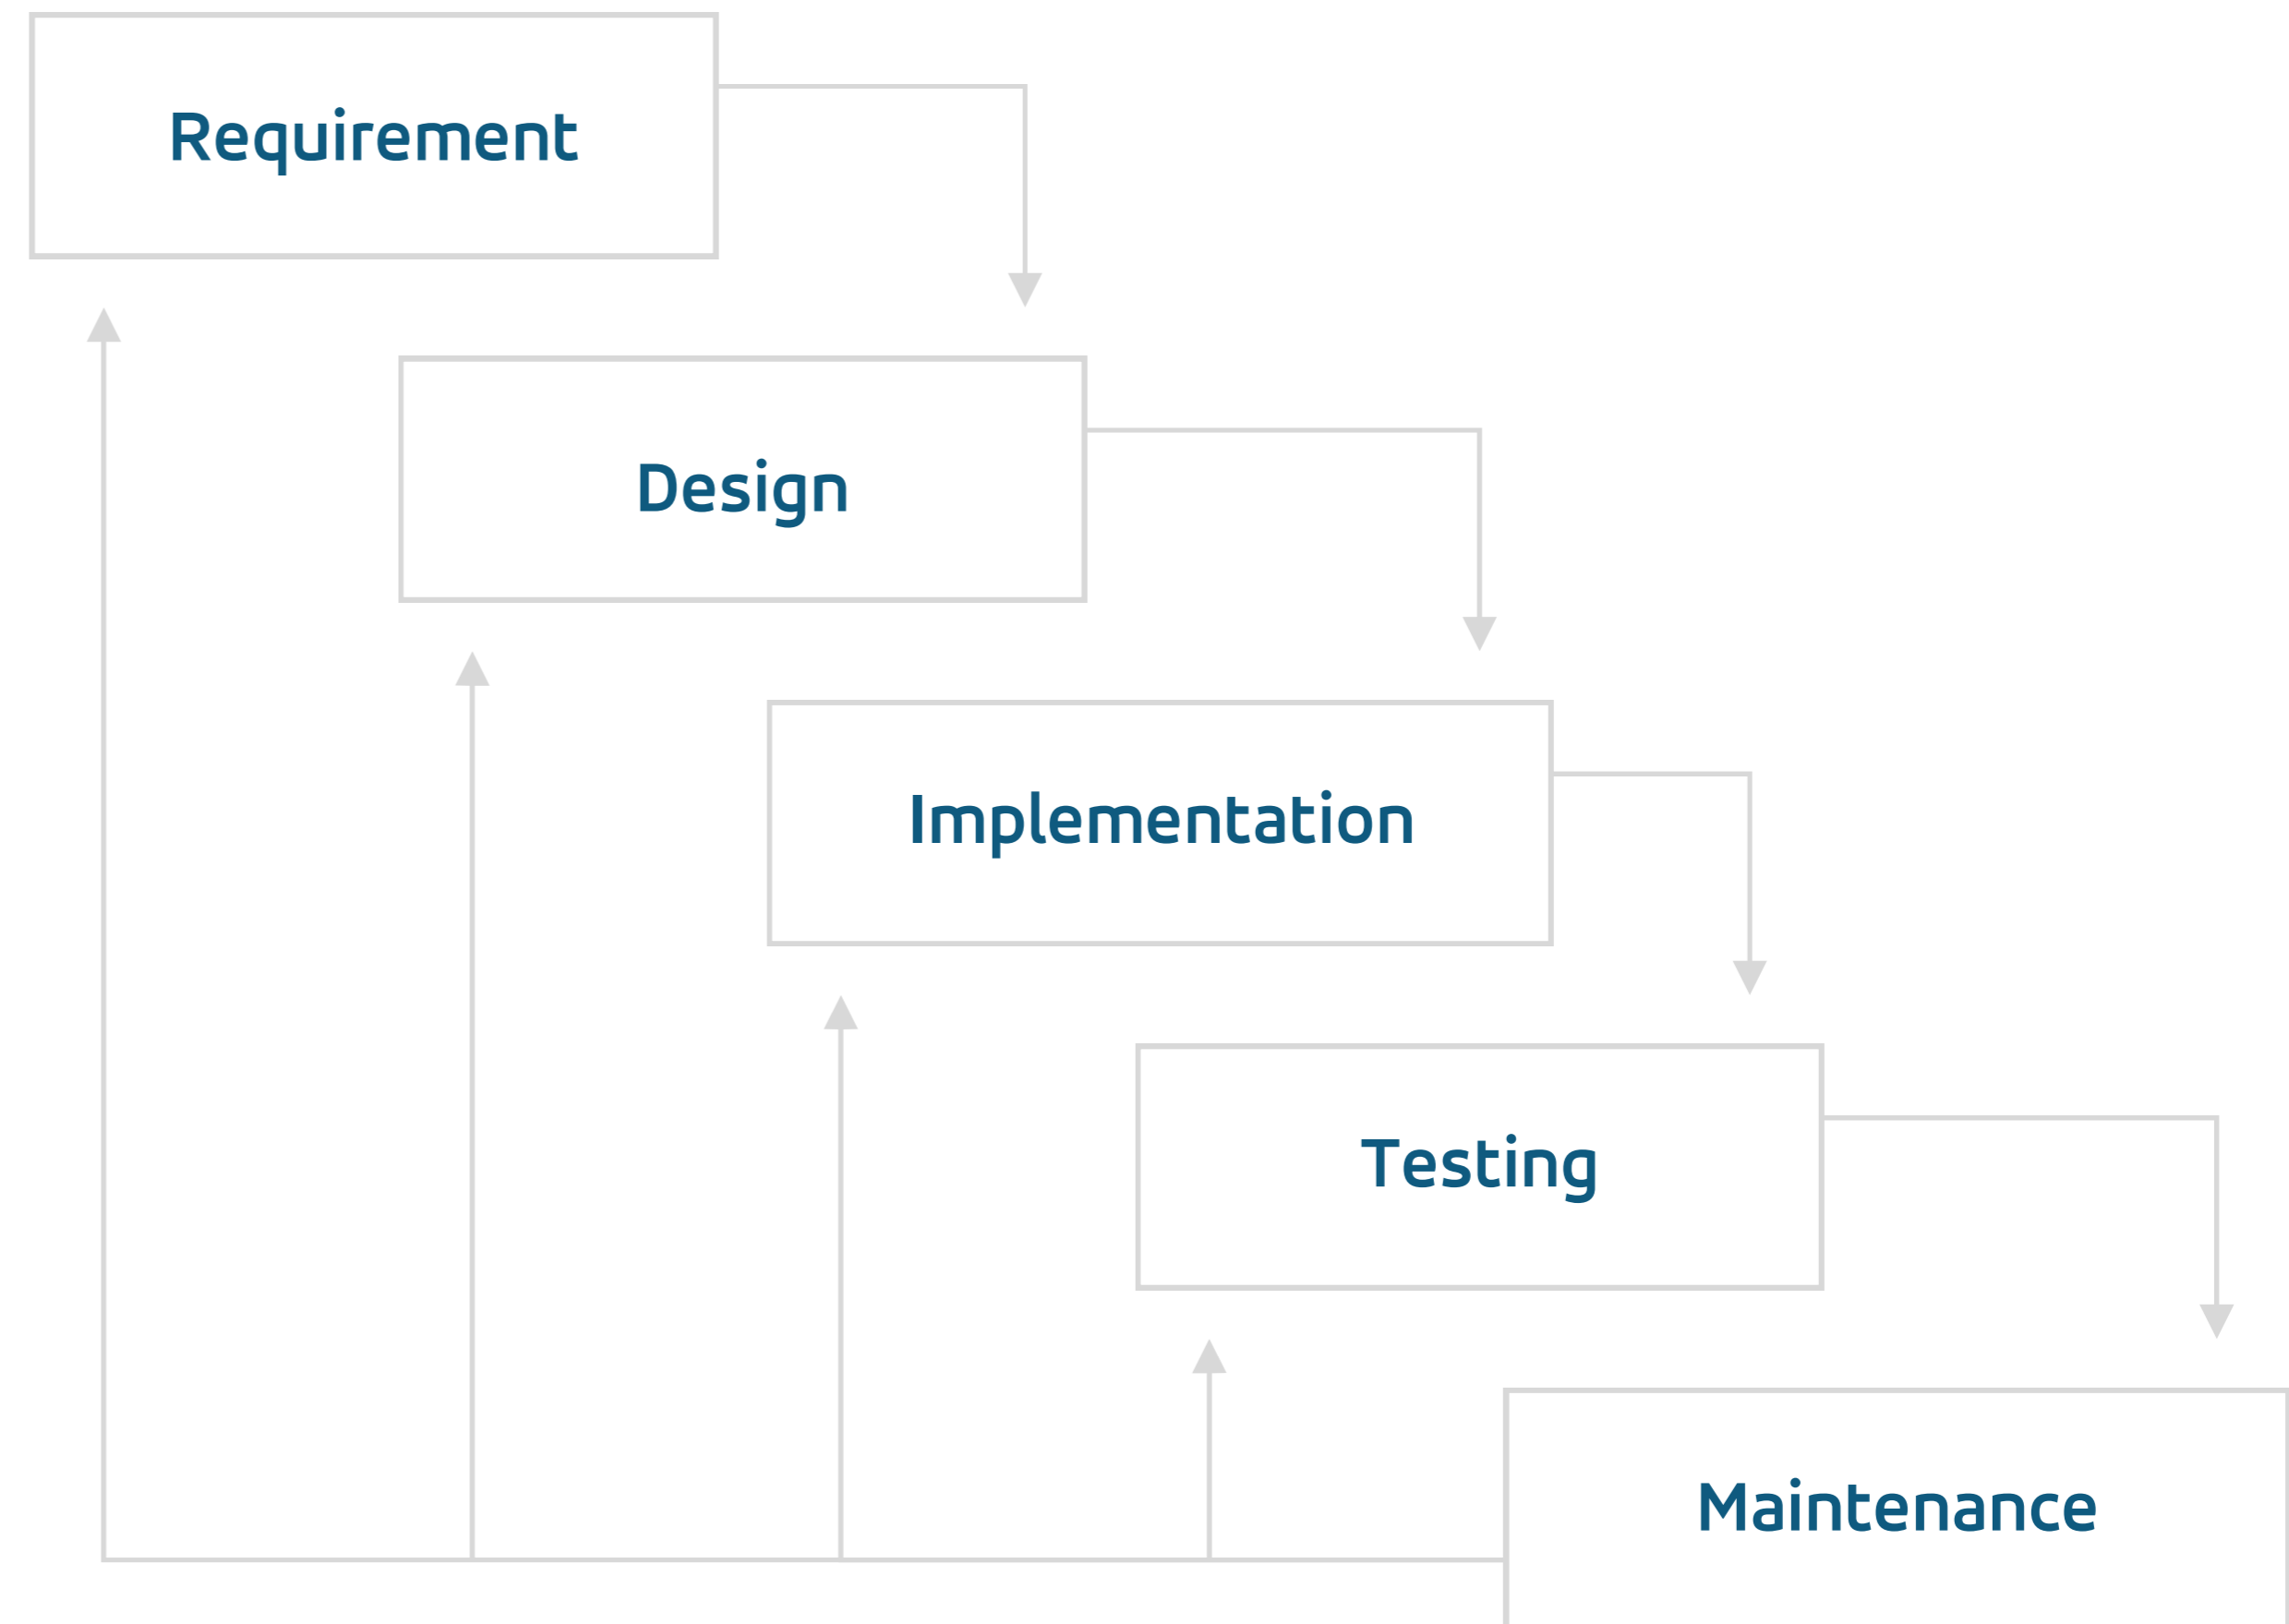 Requirement
Design
Implementation
Testing
Maintenance